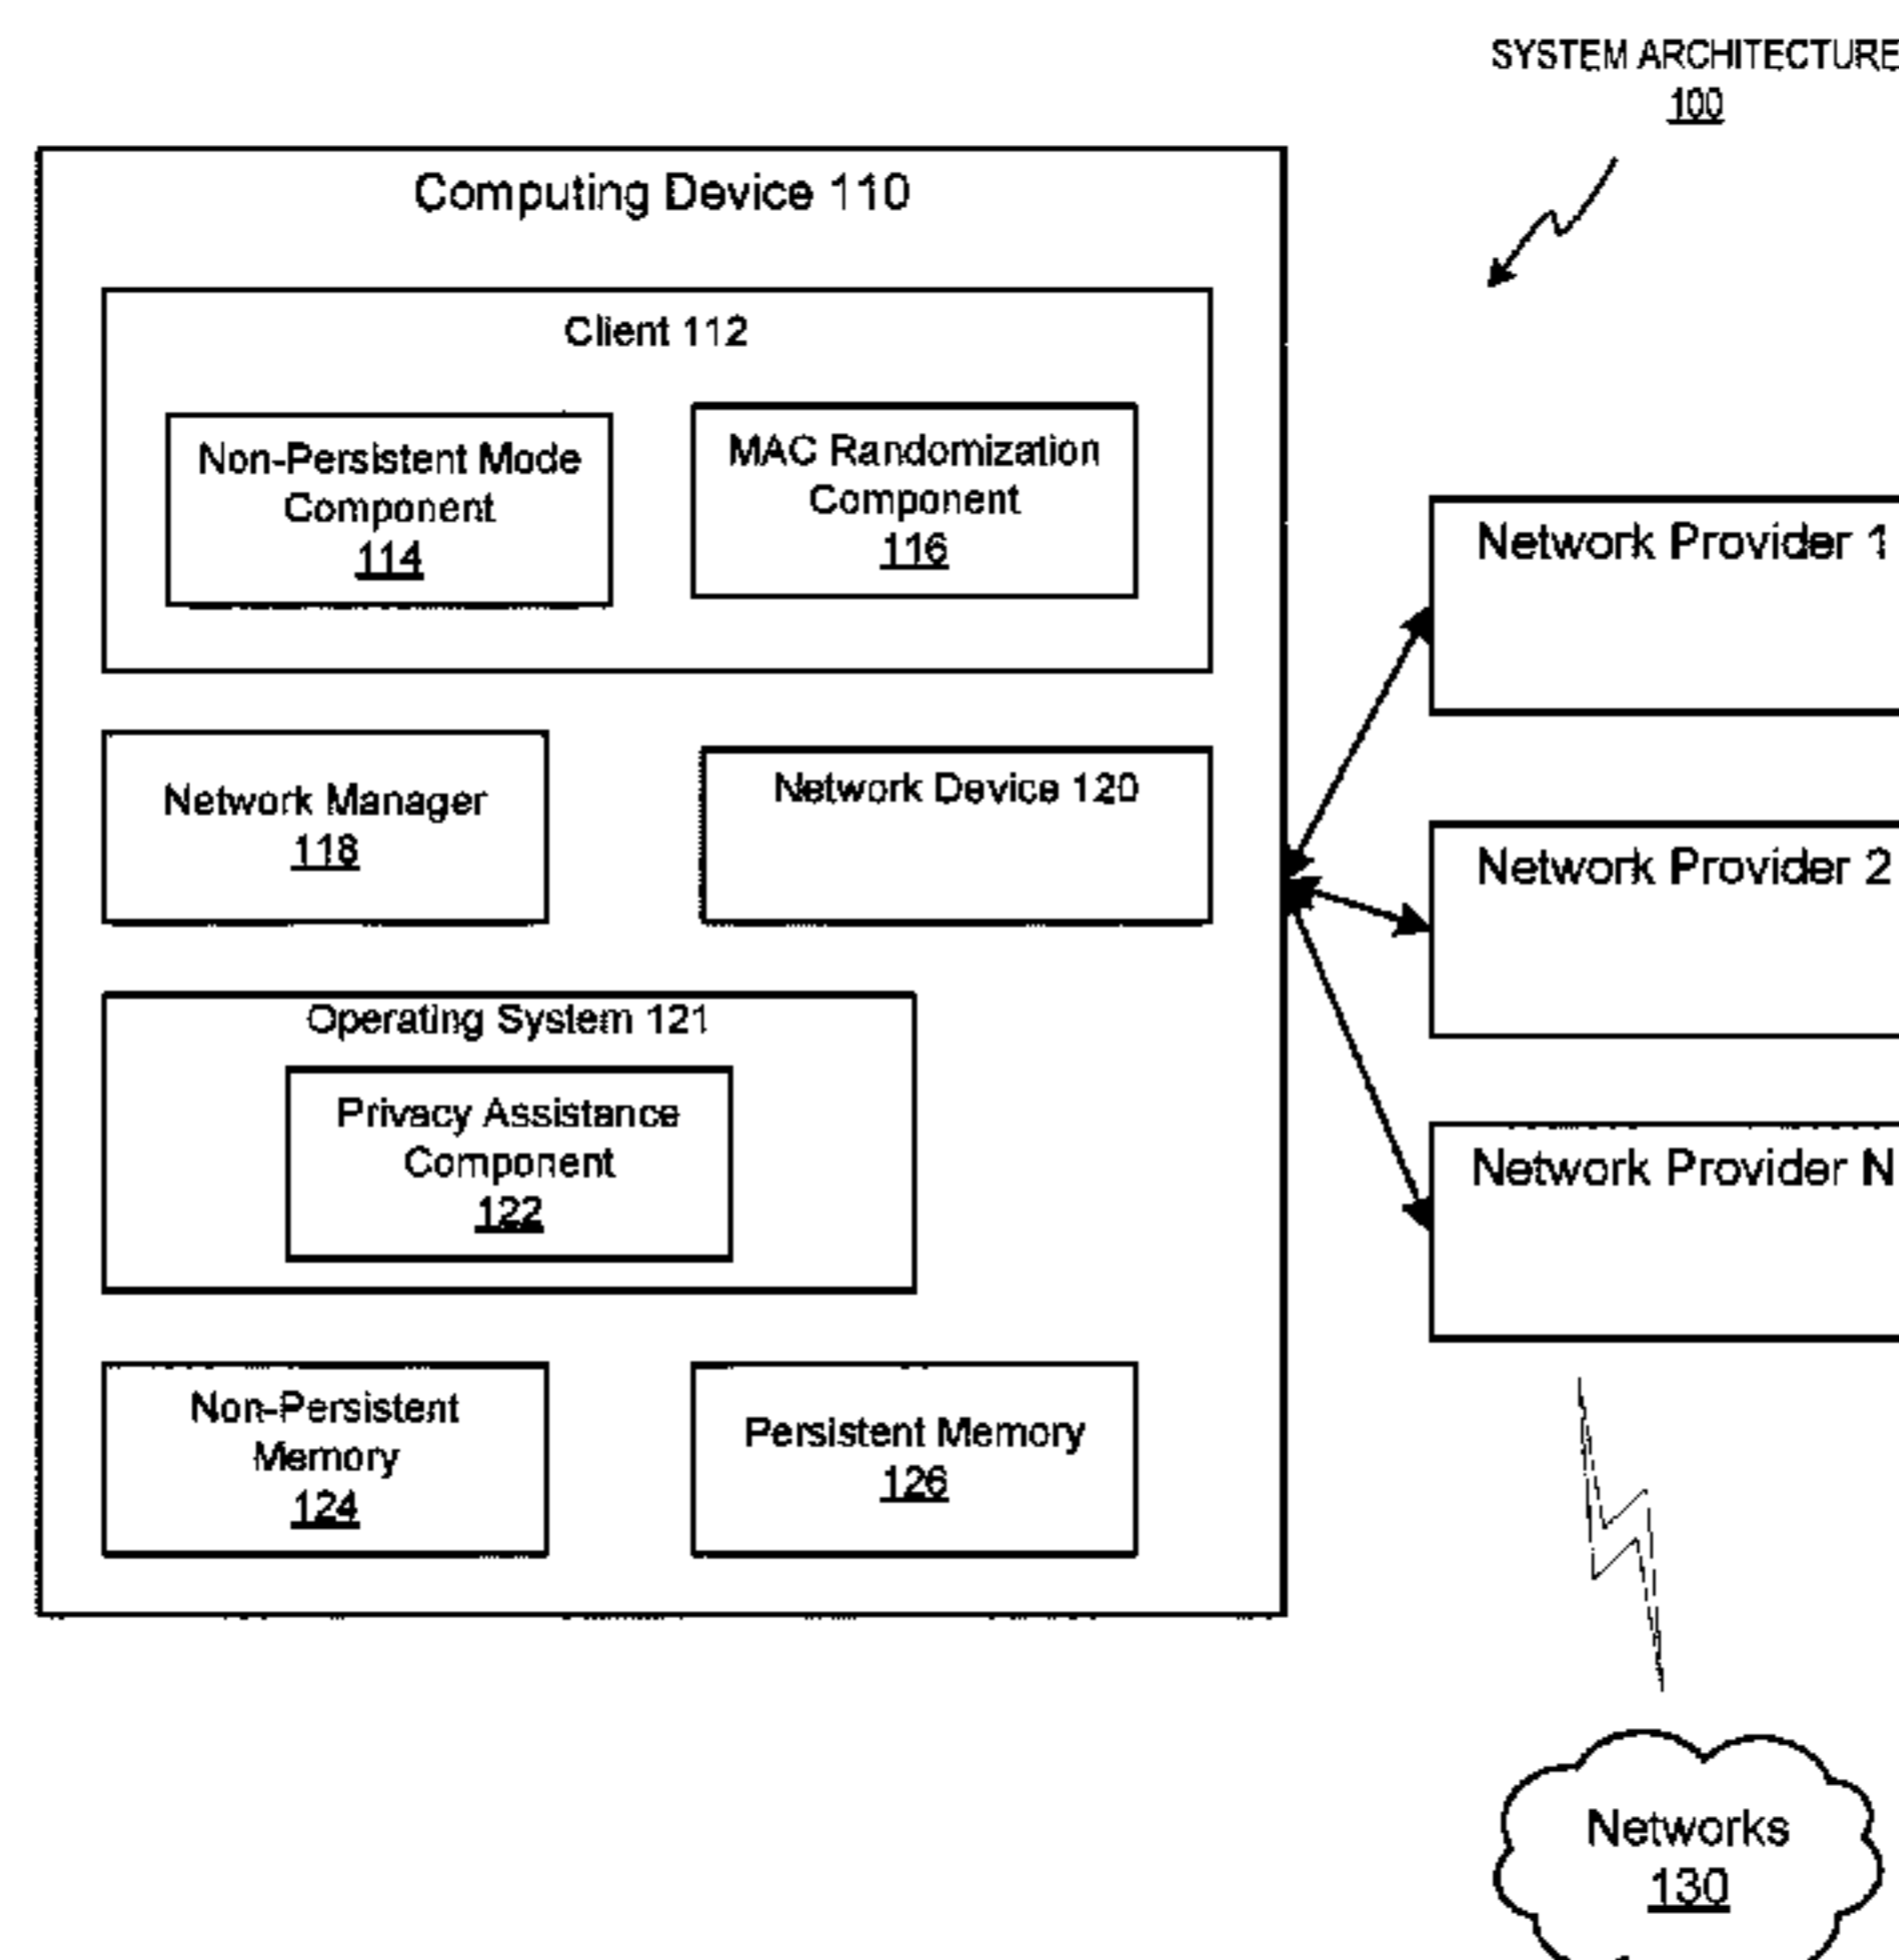 SYSTEM ARCHITECTURE
100
Computing Device 110
Client 112
Non-Persistent Mode
Component
114
MAC Randomization
Component
116
Network Manager
118
Network Device 120
Operating System 121
Privacy Assistance
Component
122
Non-Persistent
Memory
124
Persistent Memory
126
Network Provider 1
Network Provider 2
Network Provider N
Networks
130